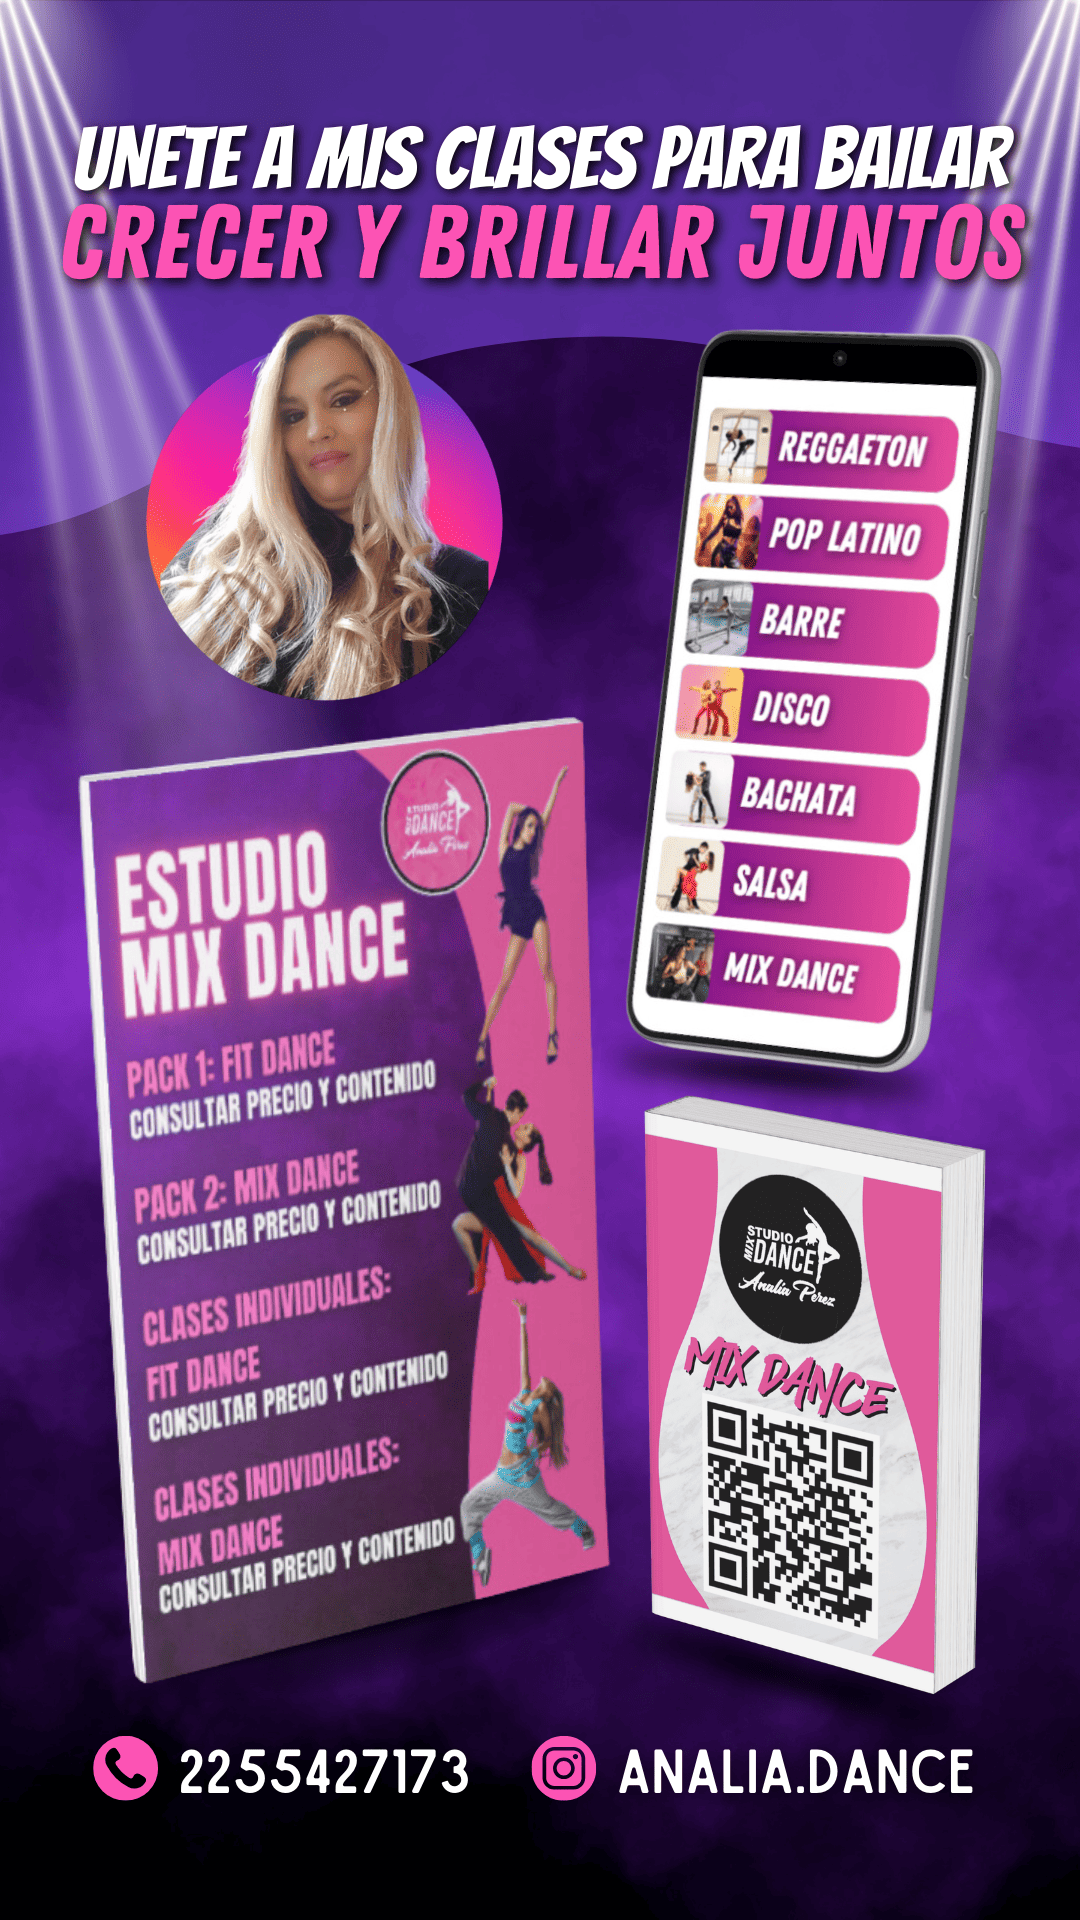 UNETE A MIS CLASES PARA BAILAR
CRECER Y BRILLAR JUNTOS
REGGAETON
POP LATINO
BARRE
DISCO
BACHATA
SALSA
MIX DANCE
STUDIO
MIX DANCE
Analia Perez
ESTUDIO
MIX DANCE
PACK 1: FIT DANCE
CONSULTAR PRECIO Y CONTENIDO
PACK 2: MIX DANCE
CONSULTAR PRECIO Y CONTENIDO
CLASES INDIVIDUALES:
FIT DANCE
CONSULTAR PRECIO Y CONTENIDO
CLASES INDIVIDUALES:
MIX DANCE
CONSULTAR PRECIO Y CONTENIDO
STUDIO
MIX DANCE
Analia Perez
MIX DANCE
2255427173
ANALIA.DANCE